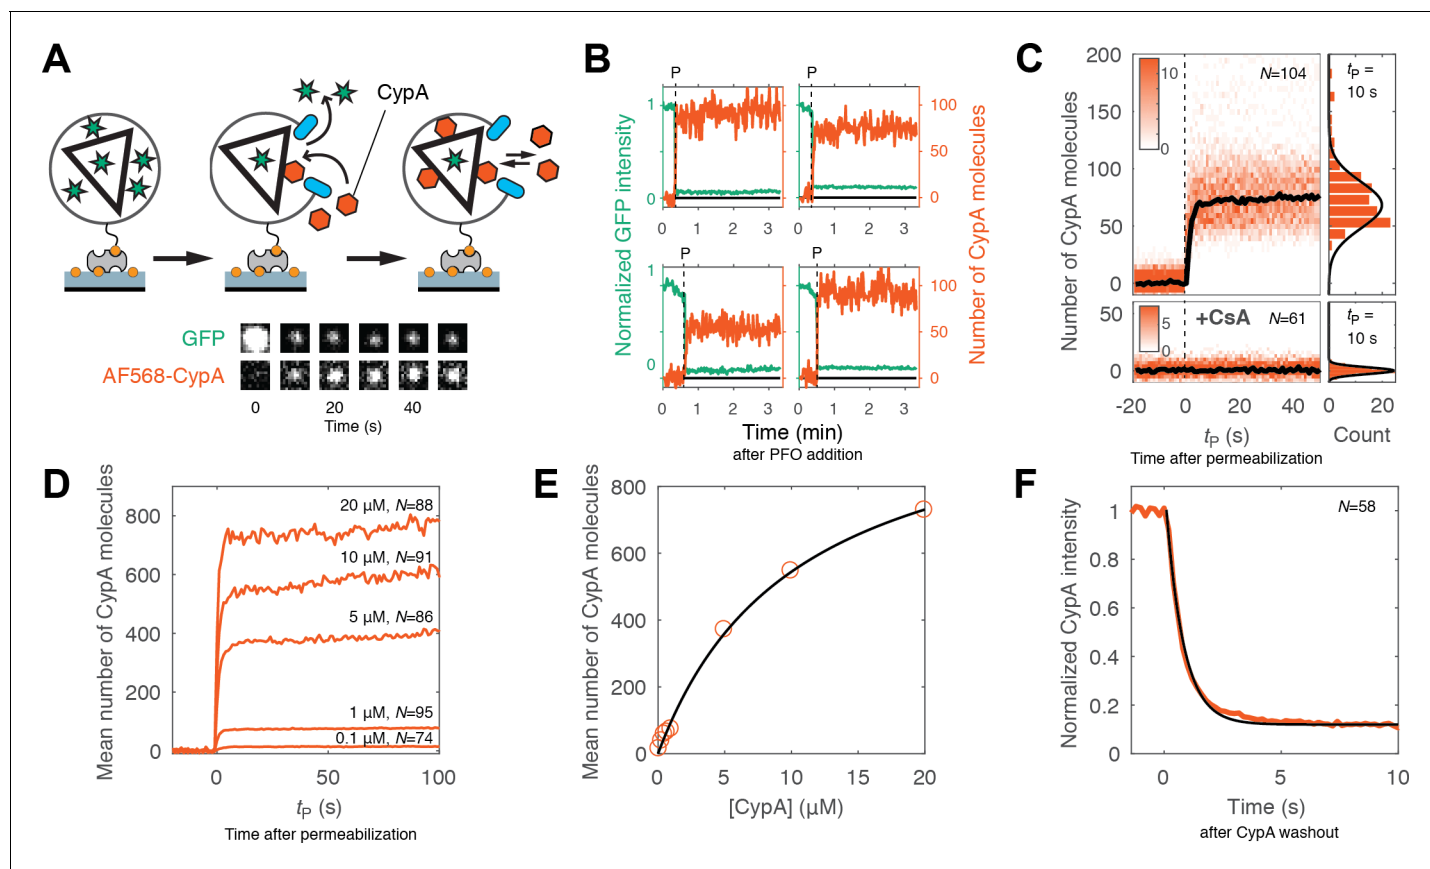 A
CypA
GFP
AF568-CypA
0 20 40
Time (s)
B
P P
1 100
50
0 0
0 1 2 3 0 1 2 3
P P
1 100
50
0 0
0 1 2 3 0 1 2 3
Normalized GFP intensity
Number of CypA molecules
Time (min)
after PFO addition
C
Number of CypA molecules
200
150
100
50
0
10
0
N=104
tP =
10 s
50
0
5
0
+CsA
N=61
tP =
10 s
-20 0 20 40 0 20
tP (s) Count
Time after permeabilization
D
Mean number of CypA molecules
800
600
400
200
0
20 µM, N=88
10 µM, N=91
5 µM, N=86
1 µM, N=95
0.1 µM, N=74
0 50 100
tP (s)
Time after permeabilization
E
Mean number of CypA molecules
800
600
400
200
0
0 5 10 15 20
[CypA] (µM)
F
Normalized CypA intensity
1
0.8
0.6
0.4
0.2
0
N=58
0 5 10
Time (s)
after CypA washout